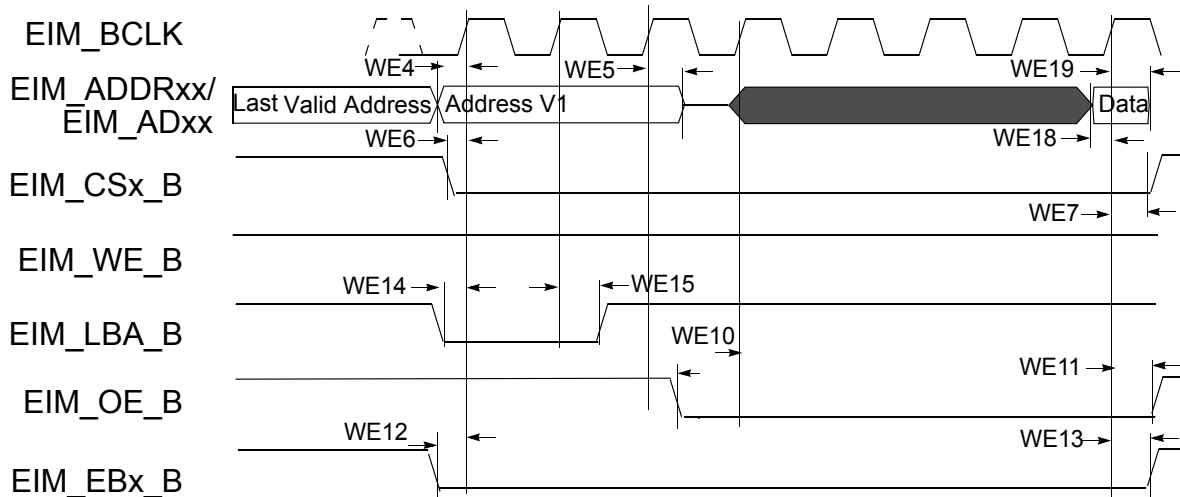 EIM_BCLK
WE4
WE5
WE19
EIM_ADDRxx/
EIM_ADxx
Last Valid Address
Address V1
Data
WE6
WE18
EIM_CSx_B
WE7
EIM_WE_B
WE14
WE15
EIM_LBA_B
WE10
WE11
EIM_OE_B
WE12
WE13
EIM_EBx_B